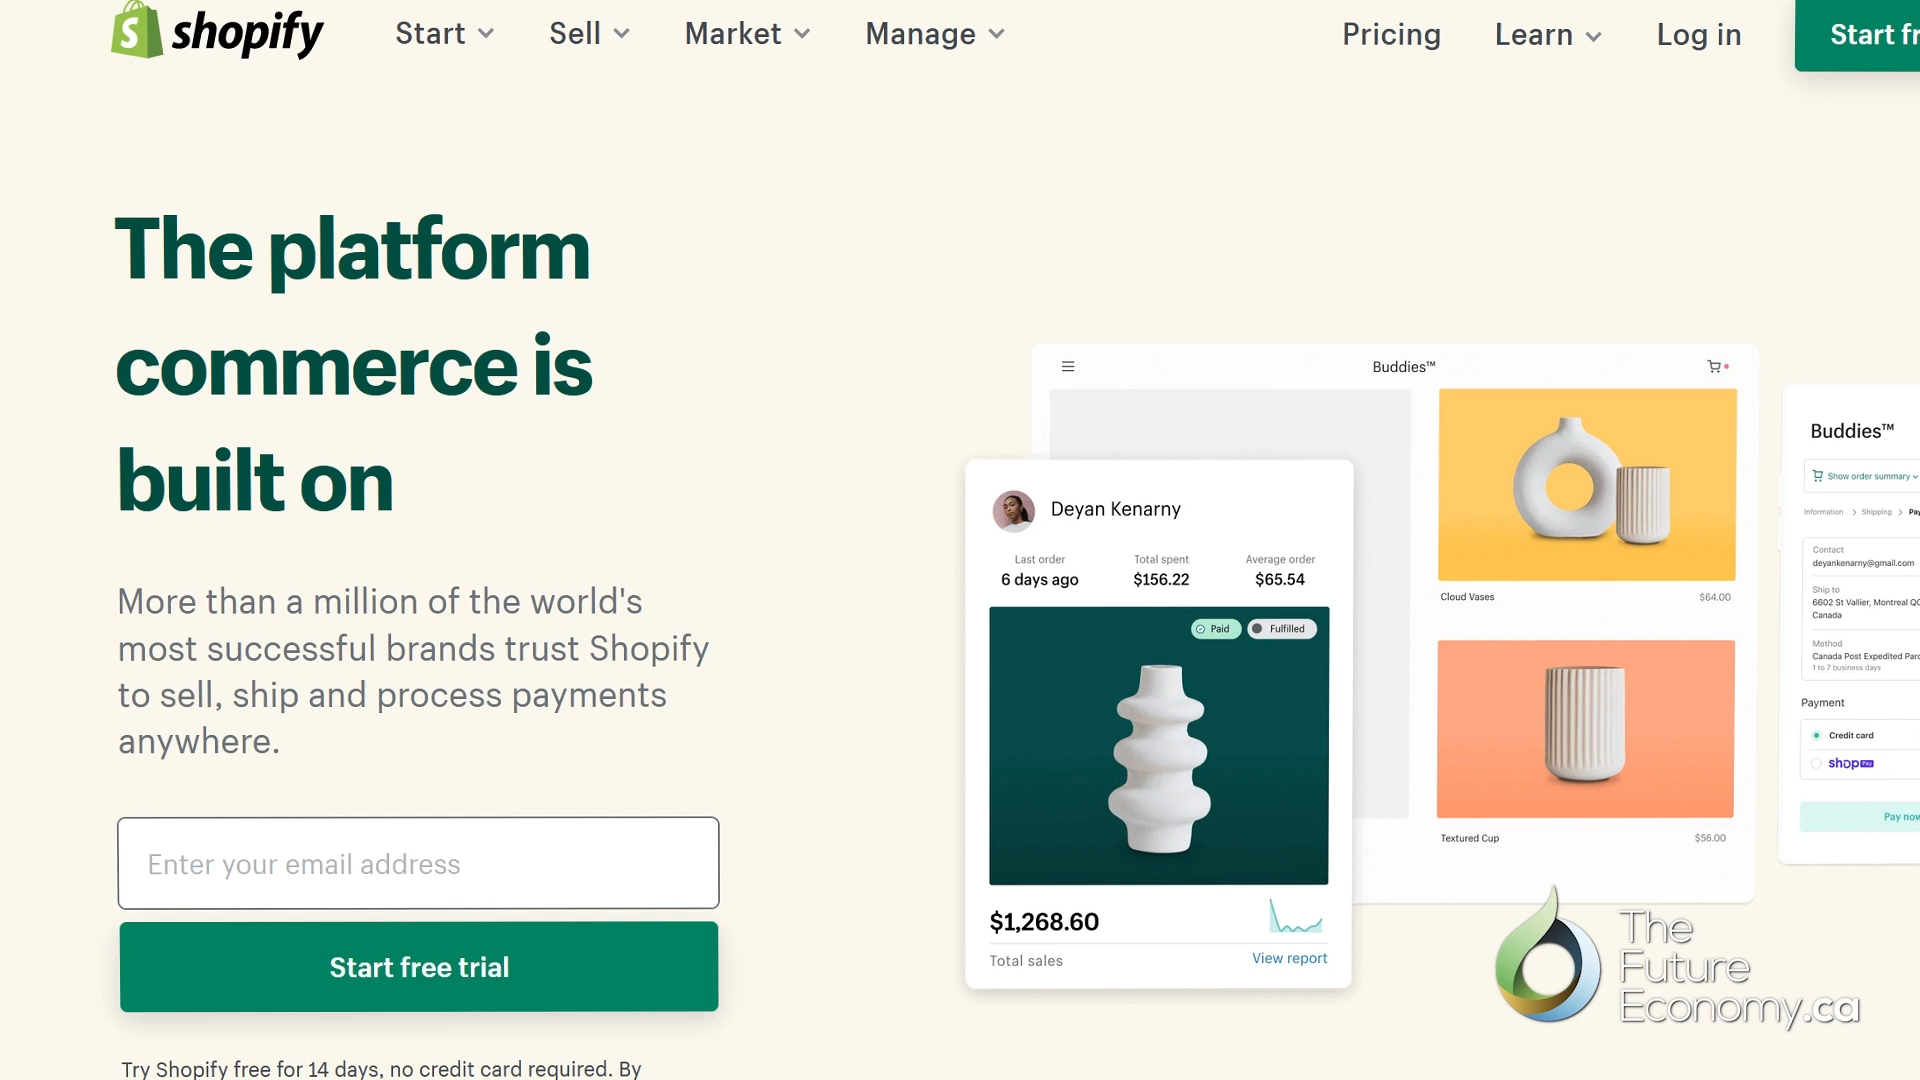 shopify
Start
Sell
Market
Manage
Pricing
Learn
Log in
Start fr
The platform
commerce is
built on
More than a million of the world's
most successful brands trust Shopify
to sell, ship and process payments
anywhere.
Enter your email address
Start free trial
Try Shopify free for 14 days, no credit card required. By
Buddies™
Deyan Kenarny
Last order
Total spent
Average order
6 days ago
$156.22
$65.54
Paid
Fulfilled
$1,268.60
Total sales
View report
Cloud Vases
$64.00
Textured Cup
$56.00
Buddies™
Show order summary
Information
Shipping
Pay
Contact
deyankenarny@gmail.com
Ship to
6602 St Vallier, Montreal QC
Canada
Method
Canada Post Expedited Parc
1 to 7 business days
Payment
Credit card
shop Pay
Pay now
The
Future
Economy.ca